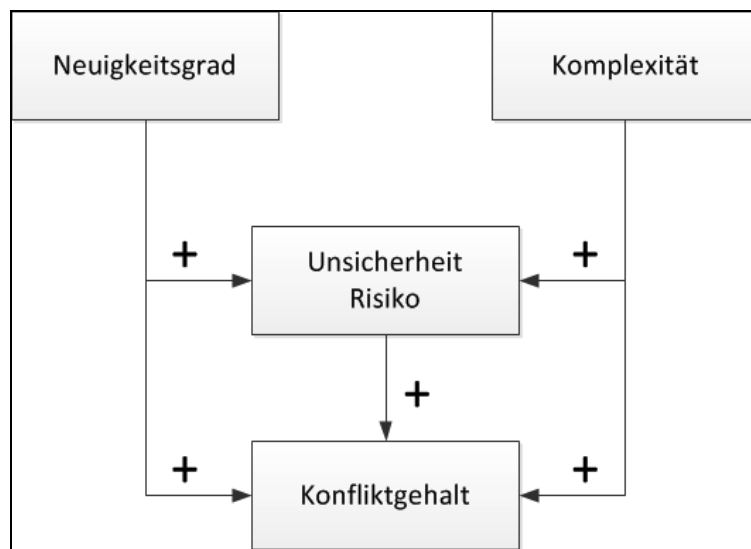 Neuigkeitsgrad
Komplexität
+
+
Unsicherheit
Risiko
+
+
+
Konfliktgehalt